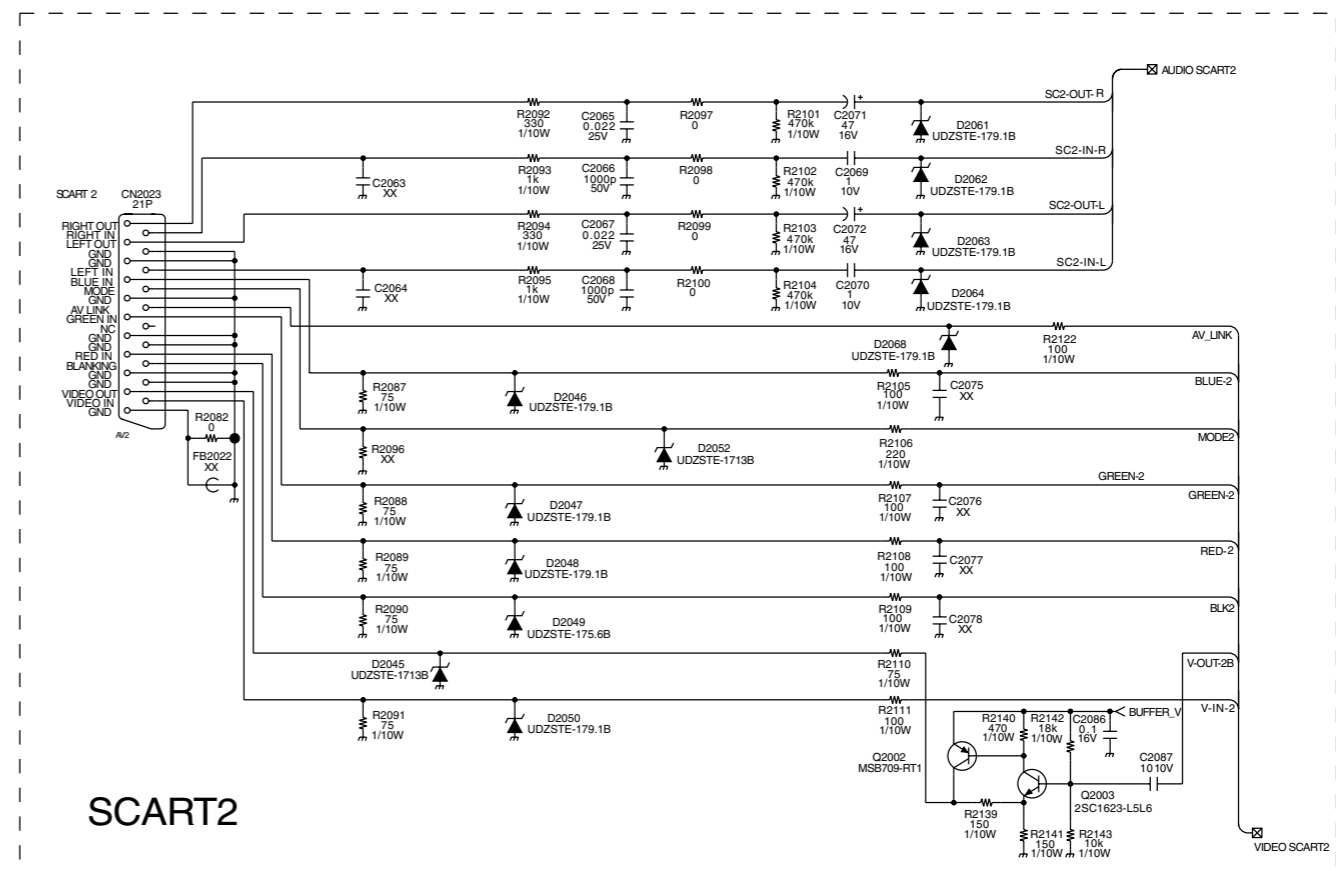 AUDIO SCART2
SC2-OUT-R
R2092
330
1/10W
C2065
0.022
25V
R2097
0
R2101
470k
1/10W
C2071
47
16V
D2061
UDZSTE-179.1B
SC2-IN-R
C2063
XX
R2093
1k
1/10W
C2066
1000p
50V
R2098
0
R2102
470k
1/10W
C2069
1
10V
D2062
UDZSTE-179.1B
SC2-OUT-L
R2094
330
1/10W
C2067
0.022
25V
R2099
0
R2103
470k
1/10W
C2072
47
16V
D2063
UDZSTE-179.1B
SC2-IN-L
C2064
XX
R2095
1k
1/10W
C2068
1000p
50V
R2100
0
R2104
470k
1/10W
C2070
1
10V
D2064
UDZSTE-179.1B
SCART 2
CN2023
21P
RIGHT OUT
RIGHT IN
LEFT OUT
GND
GND
LEFT IN
BLUE IN
MODE
GND
AV LINK
GREEN IN
NC
GND
GND
RED IN
BLANKING
GND
GND
VIDEO OUT
VIDEO IN
GND
AV2
R2082
0
FB2022
XX
D2068
UDZSTE-179.1B
R2122
100
1/10W
AV_LINK
R2087
75
1/10W
D2046
UDZSTE-179.1B
R2105
100
1/10W
C2075
XX
BLUE-2
R2096
XX
D2052
UDZSTE-1713B
R2106
220
1/10W
MODE2
R2088
75
1/10W
D2047
UDZSTE-179.1B
R2107
100
1/10W
C2076
XX
GREEN-2
GREEN-2
R2089
75
1/10W
D2048
UDZSTE-179.1B
R2108
100
1/10W
C2077
XX
RED-2
R2090
75
1/10W
D2049
UDZSTE-175.6B
R2109
100
1/10W
C2078
XX
BLK2
D2045
UDZSTE-1713B
R2110
75
1/10W
V-OUT-2B
R2091
75
1/10W
D2050
UDZSTE-179.1B
R2111
100
1/10W
V-IN-2
R2140
470
1/10W
R2142
18k
1/10W
C2086
0.1
16V
BUFFER_V
Q2002
MSB709-RT1
C2087
10 10V
Q2003
2SC1623-L5L6
R2139
150
1/10W
R2141
150
1/10W
R2143
10k
1/10W
SCART2
VIDEO SCART2